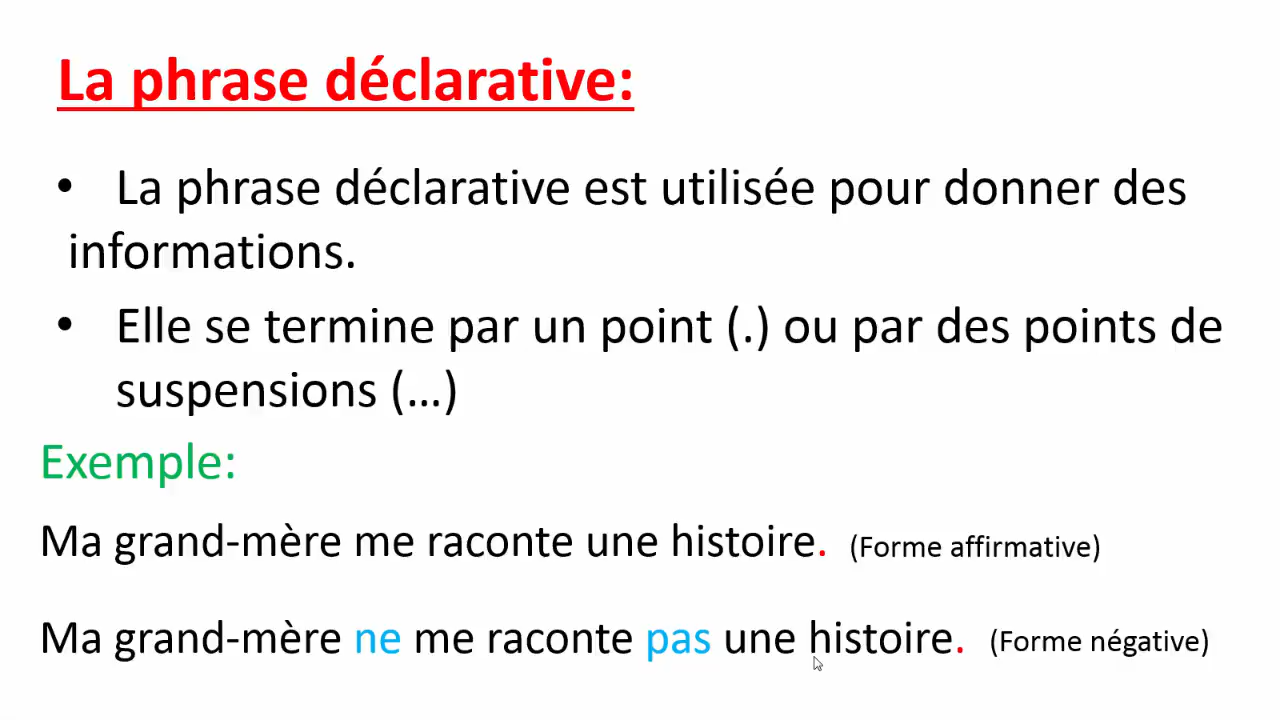 La phrase déclarative:
• La phrase déclarative est utilisée pour donner des
informations.
• Elle se termine par un point (.) ou par des points de
suspensions (...)
Exemple:
Ma grand-mère me raconte une histoire. (Forme affirmative)
Ma grand-mère ne me raconte pas une histoire. (Forme négative)